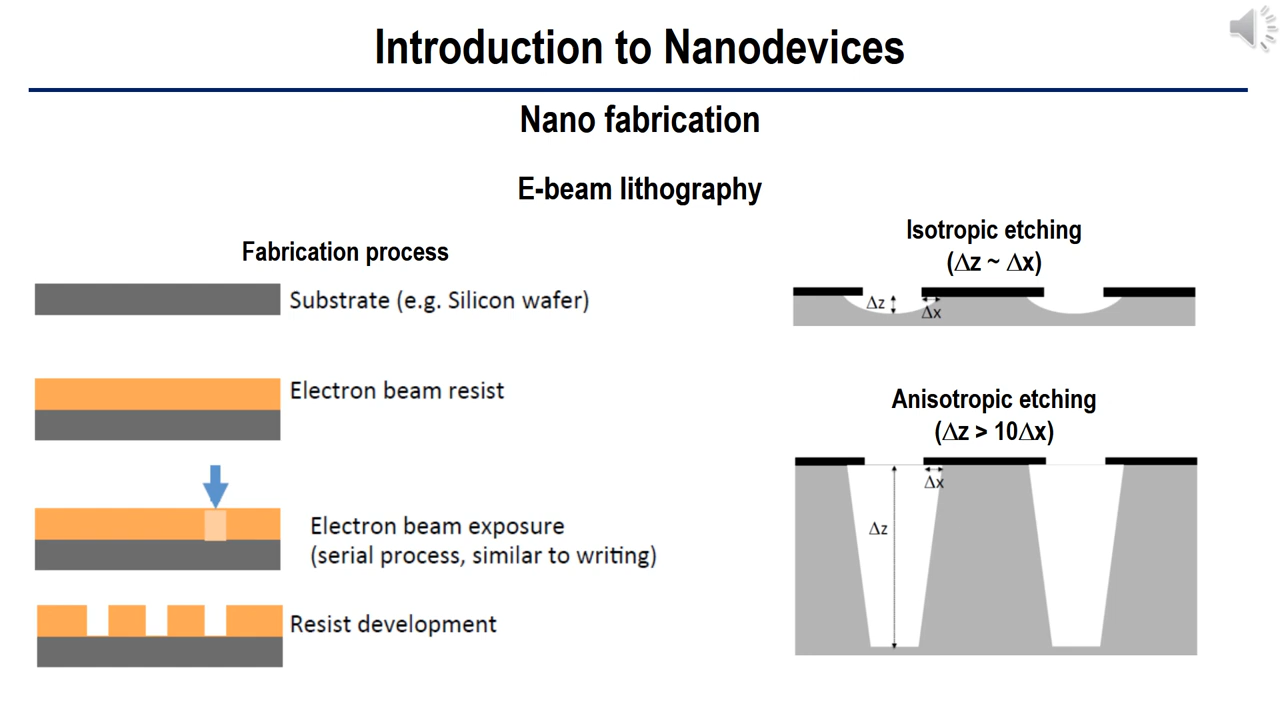 Introduction to Nanodevices
Nano fabrication
E-beam lithography
Fabrication process
Substrate (e.g. Silicon wafer)
Electron beam resist
Electron beam exposure
(serial process, similar to writing)
Resist development
Isotropic etching
(Δz ~ Δx)
Δz
Δx
Anisotropic etching
(Δz > 10Δx)
Δx
Δz